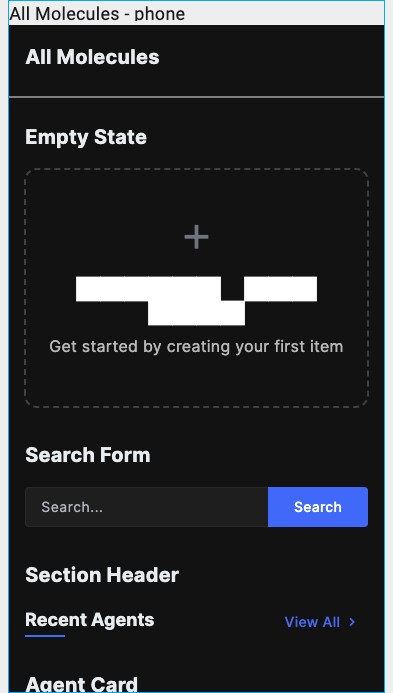 All Molecules - phone
All Molecules
Empty State
Get started by creating your first item
Search Form
Search...
Search
Section Header
Recent Agents
View All
Agent Card